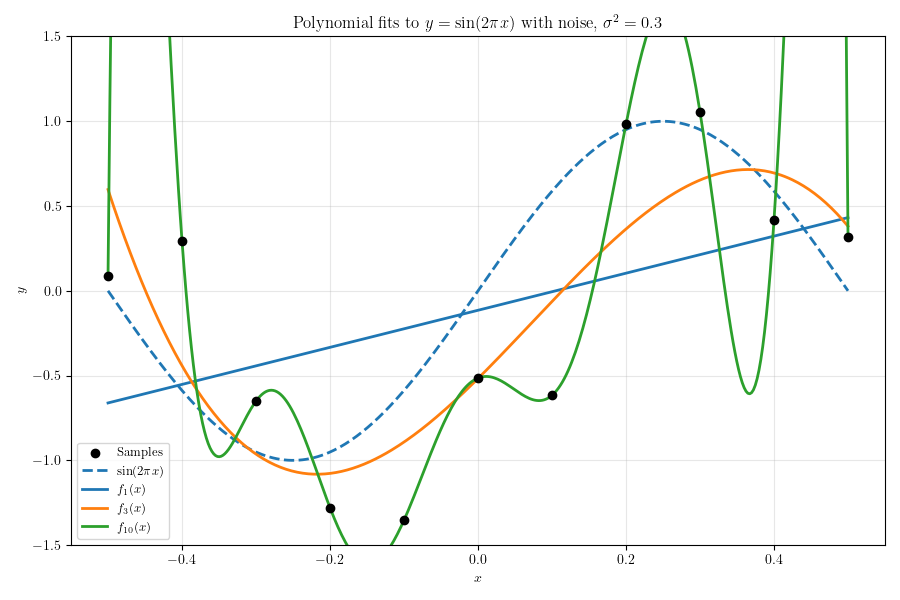 Polynomial fits to y = sin(2πx) with noise, σ² = 0.3
1.5
1.0
0.5
0.0
−0.5
−1.0
−1.5
y
Samples
sin(2πx)
f₁(x)
f₃(x)
f₁₀(x)
−0.4
−0.2
0.0
0.2
0.4
x